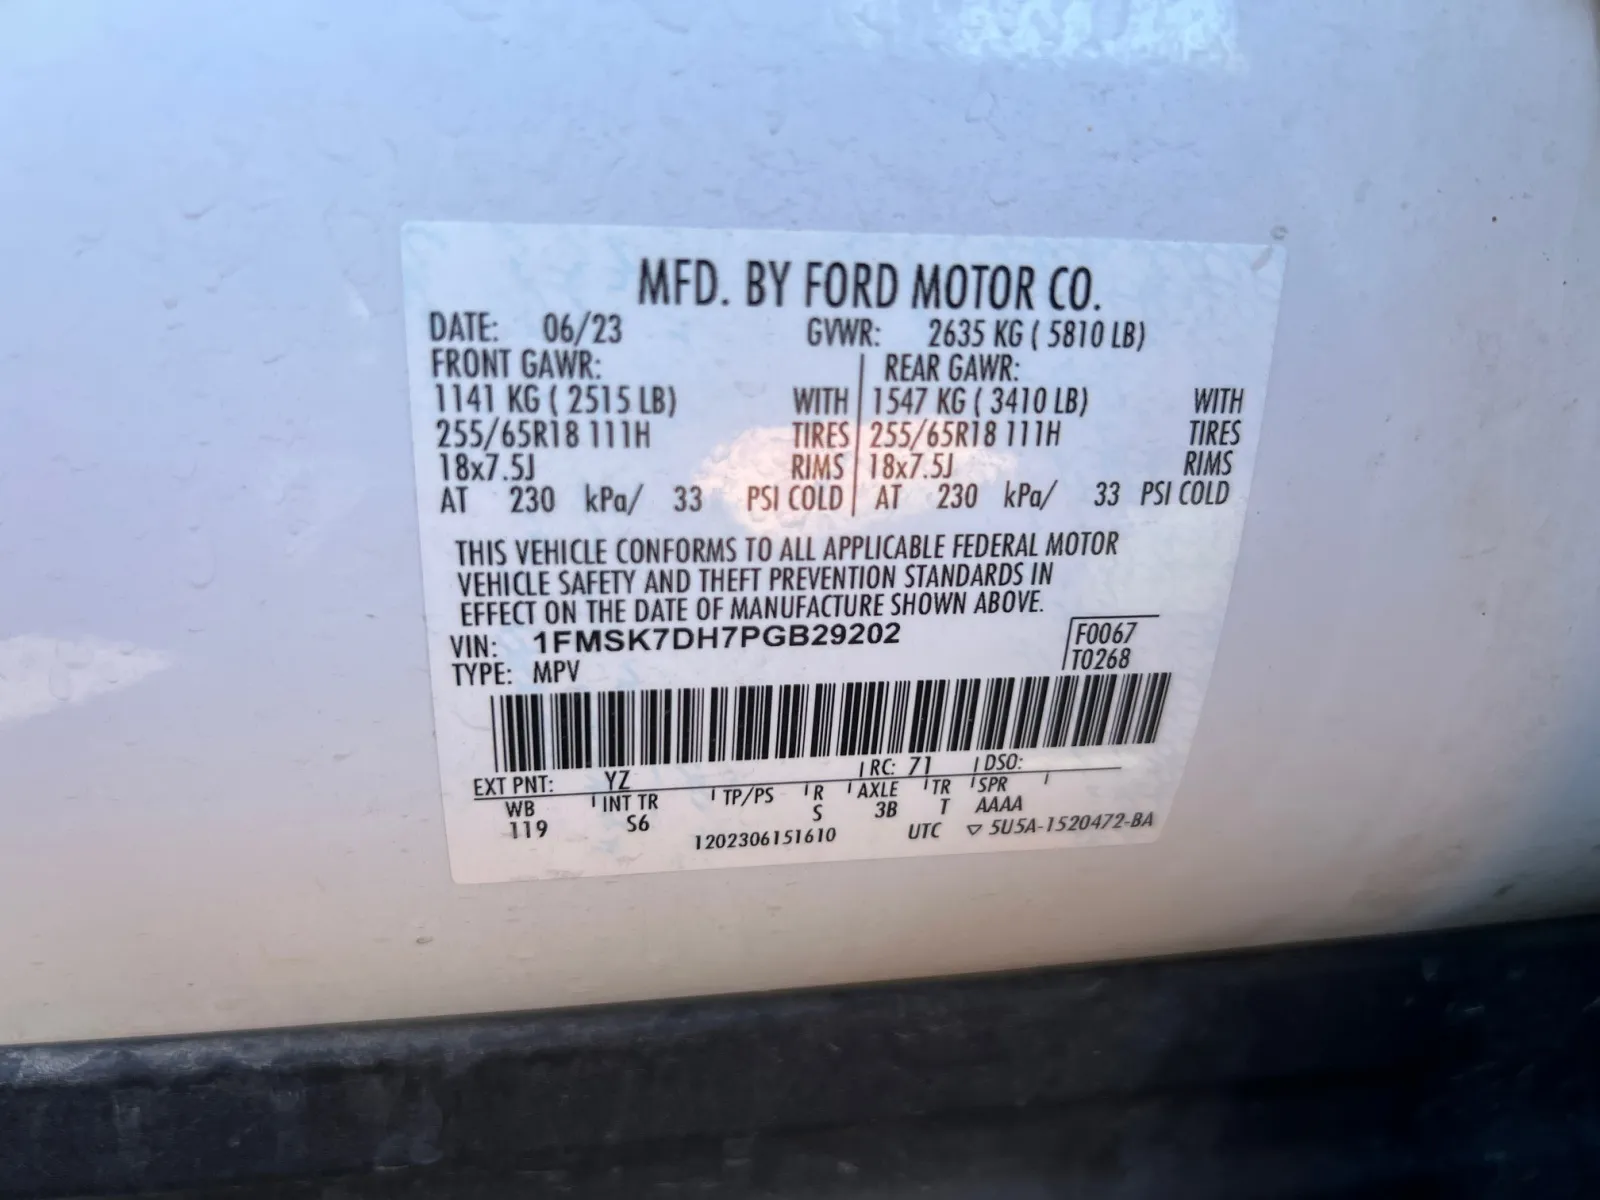 MFD. BY FORD MOTOR CO.
DATE: 06/23 GVWR: 2635 KG ( 5810 LB)
FRONT GAWR: REAR GAWR:
1141 KG ( 2515 LB) WITH 1547 KG ( 3410 LB) WITH
255/65R18 111H TIRES 255/65R18 111H TIRES
18x7.5J RIMS 18x7.5J RIMS
AT 230 kPa/ 33 PSI COLD AT 230 kPa/ 33 PSI COLD
THIS VEHICLE CONFORMS TO ALL APPLICABLE FEDERAL MOTOR
VEHICLE SAFETY AND THEFT PREVENTION STANDARDS IN
EFFECT ON THE DATE OF MANUFACTURE SHOWN ABOVE.
VIN: 1FMSK7DH7PGB29202 F0067
TYPE: MPV T0268
EXT PNT: YZ RC: 71 DSO:
WB INT TR TP/PS R AXLE TR SPR
119 S6 S 3B T AAAA
1202306151610 UTC ▽ 5U5A-1520472-BA